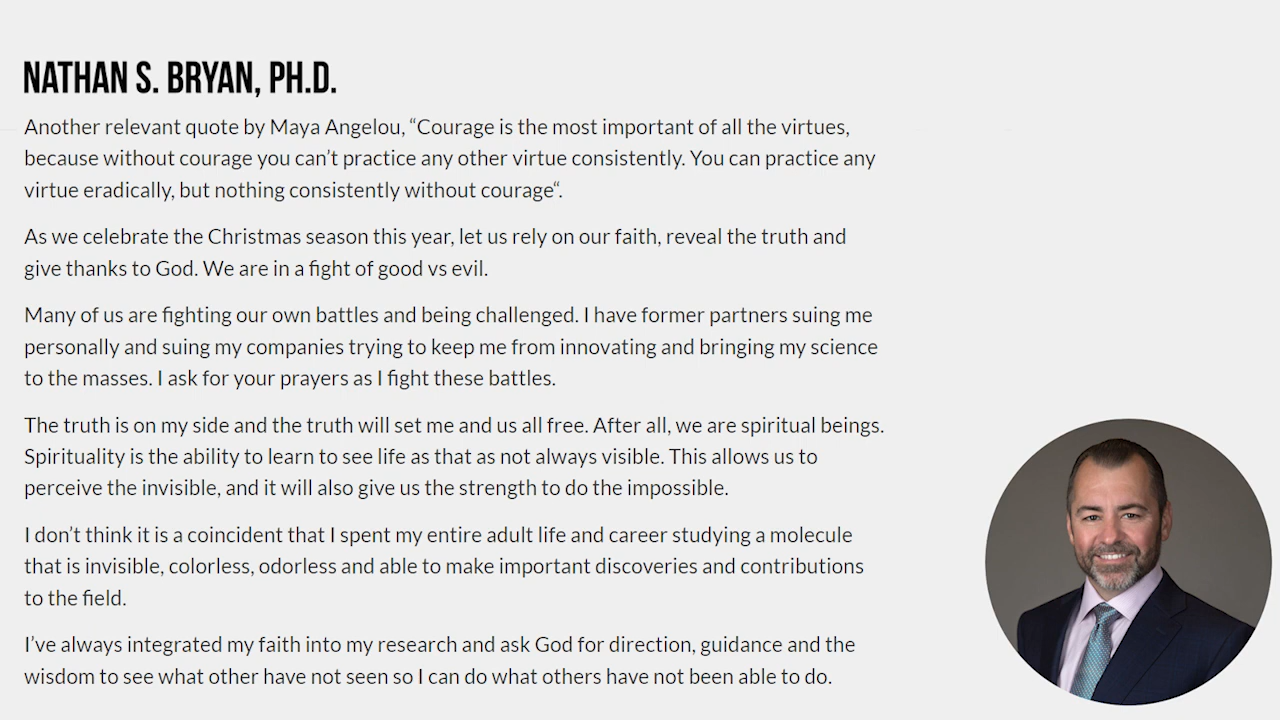 NATHAN S. BRYAN, PH.D.
Another relevant quote by Maya Angelou, “Courage is the most important of all the virtues,
because without courage you can’t practice any other virtue consistently. You can practice any
virtue eradically, but nothing consistently without courage“.
As we celebrate the Christmas season this year, let us rely on our faith, reveal the truth and
give thanks to God. We are in a fight of good vs evil.
Many of us are fighting our own battles and being challenged. I have former partners suing me
personally and suing my companies trying to keep me from innovating and bringing my science
to the masses. I ask for your prayers as I fight these battles.
The truth is on my side and the truth will set me and us all free. After all, we are spiritual beings.
Spirituality is the ability to learn to see life as that as not always visible. This allows us to
perceive the invisible, and it will also give us the strength to do the impossible.
I don’t think it is a coincident that I spent my entire adult life and career studying a molecule
that is invisible, colorless, odorless and able to make important discoveries and contributions
to the field.
I’ve always integrated my faith into my research and ask God for direction, guidance and the
wisdom to see what other have not seen so I can do what others have not been able to do.